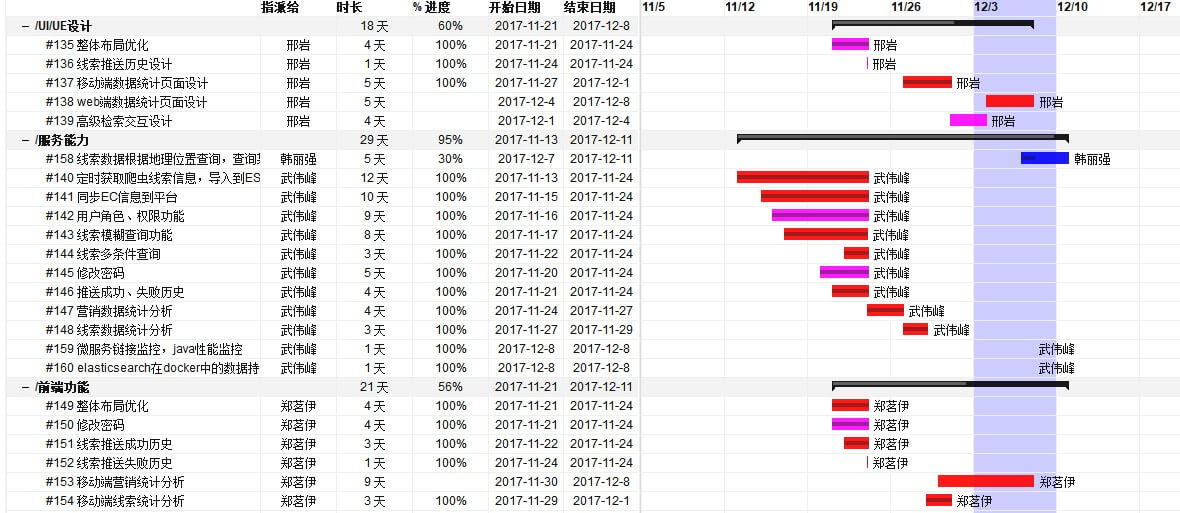 指派给 时长 % 进度 开始日期 结束日期 11/5 11/12 11/19 11/26 12/3 12/10 12/17
− /UI/UE设计 18 天 60% 2017-11-21 2017-12-8
#135 整体布局优化 邢岩 4 天 100% 2017-11-21 2017-11-24 邢岩
#136 线索推送历史设计 邢岩 1 天 100% 2017-11-24 2017-11-24 邢岩
#137 移动端数据统计页面设计 邢岩 5 天 100% 2017-11-27 2017-12-1 邢岩
#138 web端数据统计页面设计 邢岩 5 天 2017-12-4 2017-12-8 邢岩
#139 高级检索交互设计 邢岩 4 天 2017-12-1 2017-12-4 邢岩
− /服务能力 29 天 95% 2017-11-13 2017-12-11
#158 线索数据根据地理位置查询，查询 韩丽强 5 天 30% 2017-12-7 2017-12-11 韩丽强
#140 定时获取爬虫线索信息，导入到ES 武伟峰 12 天 100% 2017-11-13 2017-11-24 武伟峰
#141 同步EC信息到平台 武伟峰 10 天 100% 2017-11-15 2017-11-24 武伟峰
#142 用户角色、权限功能 武伟峰 9 天 100% 2017-11-16 2017-11-24 武伟峰
#143 线索模糊查询功能 武伟峰 8 天 100% 2017-11-17 2017-11-24 武伟峰
#144 线索多条件查询 武伟峰 3 天 100% 2017-11-22 2017-11-24 武伟峰
#145 修改密码 武伟峰 5 天 100% 2017-11-20 2017-11-24 武伟峰
#146 推送成功、失败历史 武伟峰 4 天 100% 2017-11-21 2017-11-24 武伟峰
#147 营销数据统计分析 武伟峰 4 天 100% 2017-11-24 2017-11-27 武伟峰
#148 线索数据统计分析 武伟峰 3 天 100% 2017-11-27 2017-11-29 武伟峰
#159 微服务链接监控，java性能监控 武伟峰 1 天 100% 2017-12-8 2017-12-8 武伟峰
#160 elasticsearch在docker中的数据持 武伟峰 1 天 100% 2017-12-8 2017-12-8 武伟峰
− /前端功能 21 天 56% 2017-11-21 2017-12-11
#149 整体布局优化 郑茗伊 4 天 100% 2017-11-21 2017-11-24 郑茗伊
#150 修改密码 郑茗伊 4 天 100% 2017-11-21 2017-11-24 郑茗伊
#151 线索推送成功历史 郑茗伊 3 天 100% 2017-11-22 2017-11-24 郑茗伊
#152 线索推送失败历史 郑茗伊 1 天 100% 2017-11-24 2017-11-24 郑茗伊
#153 移动端营销统计分析 郑茗伊 9 天 2017-11-30 2017-12-8 郑茗伊
#154 移动端线索统计分析 郑茗伊 3 天 100% 2017-11-29 2017-12-1 郑茗伊